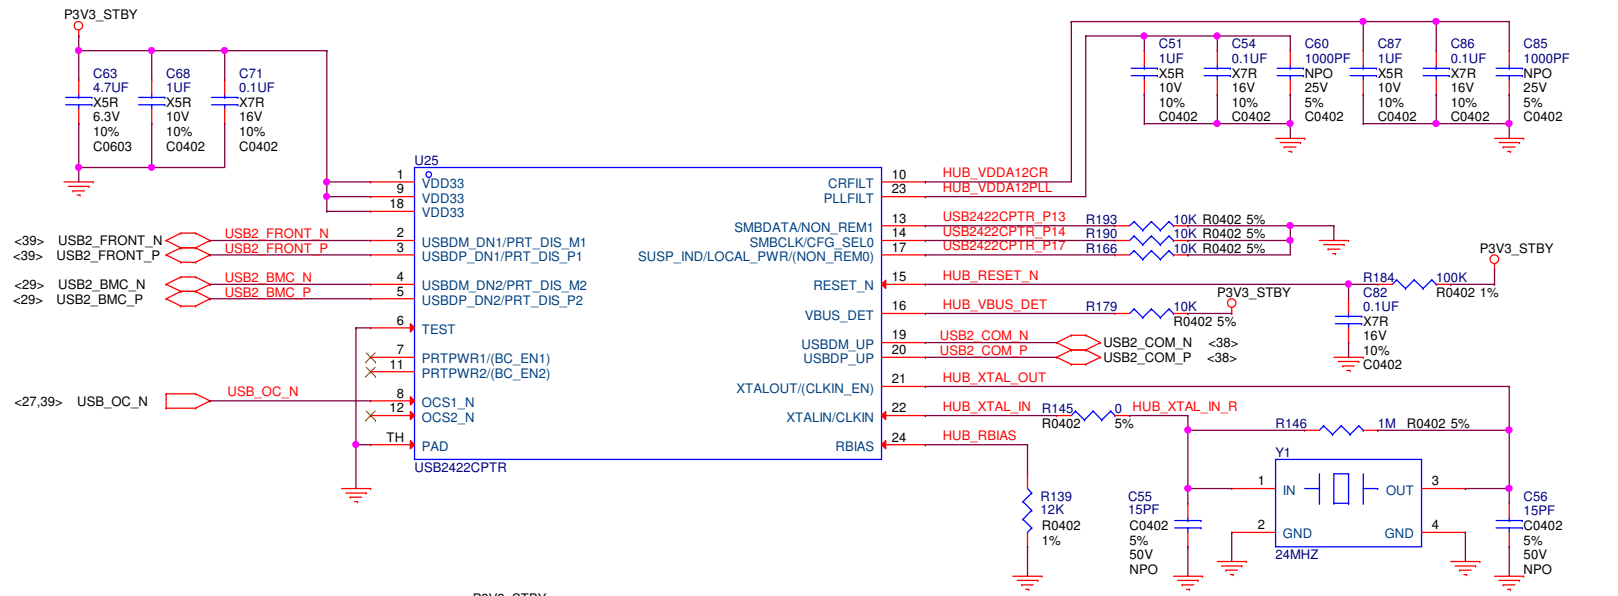 P3V3_STBY
C63
4.7UF
X5R
6.3V
10%
C0603
C68
1UF
X5R
10V
10%
C0402
C71
0.1UF
X7R
16V
10%
C0402
C51
1UF
X5R
10V
10%
C0402
C54
0.1UF
X7R
16V
10%
C0402
C60
1000PF
NPO
25V
5%
C0402
C87
1UF
X5R
10V
10%
C0402
C86
0.1UF
X7R
16V
10%
C0402
C85
1000PF
NPO
25V
5%
C0402
U25
1 VDD33
9 VDD33
18 VDD33
<39> USB2_FRONT_N USB2_FRONT_N 2 USBDM_DN1/PRT_DIS_M1
<39> USB2_FRONT_P USB2_FRONT_P 3 USBDP_DN1/PRT_DIS_P1
<29> USB2_BMC_N USB2_BMC_N 4 USBDM_DN2/PRT_DIS_M2
<29> USB2_BMC_P USB2_BMC_P 5 USBDP_DN2/PRT_DIS_P2
6 TEST
7 PRTPWR1/(BC_EN1)
11 PRTPWR2/(BC_EN2)
<27,39> USB_OC_N USB_OC_N 8 OCS1_N
12 OCS2_N
TH PAD
USB2422CPTR
CRFILT 10 HUB_VDDA12CR
PLLFILT 23 HUB_VDDA12PLL
SMBDATA/NON_REM1 13 USB2422CPTR_P13 R193 10K R0402 5%
SMBCLK/CFG_SEL0 14 USB2422CPTR_P14 R190 10K R0402 5%
SUSP_IND/LOCAL_PWR/(NON_REM0) 17 USB2422CPTR_P17 R166 10K R0402 5%
P3V3_STBY
RESET_N 15 HUB_RESET_N R184 100K
R0402 1%
C82
0.1UF
X7R
16V
10%
C0402
P3V3_STBY
VBUS_DET 16 HUB_VBUS_DET R179 10K
R0402 5%
USBDM_UP 19 USB2_COM_N USB2_COM_N <38>
USBDP_UP 20 USB2_COM_P USB2_COM_P <38>
XTALOUT/(CLKIN_EN) 21 HUB_XTAL_OUT
XTALIN/CLKIN 22 HUB_XTAL_IN R145 0 HUB_XTAL_IN_R
R0402 5%
R146 1M R0402 5%
RBIAS 24 HUB_RBIAS
R139
12K
R0402
1%
Y1
1 IN OUT 3
2 GND GND 4
24MHZ
C55
15PF
C0402
5%
50V
NPO
C56
15PF
C0402
5%
50V
NPO
P3V3_STBY